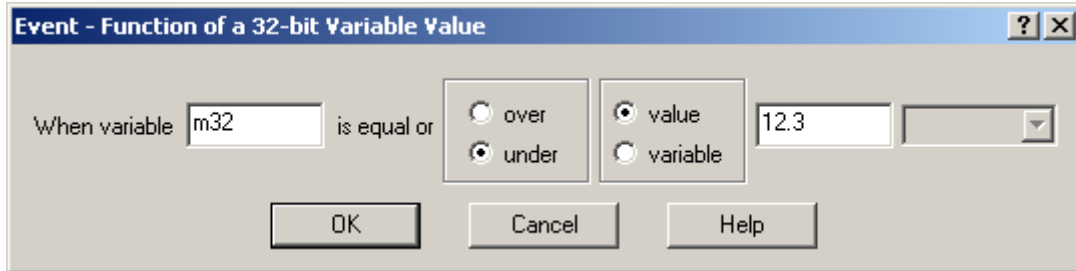 Event - Function of a 32-bit Variable Value
When variable m32 is equal or over value 12.3
under variable
OK Cancel Help